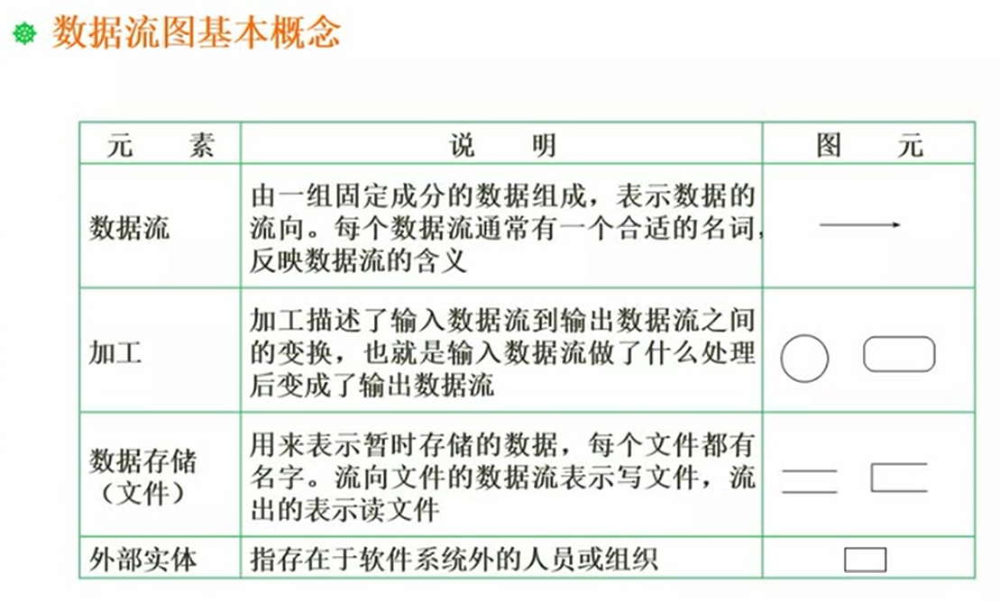 数据流图基本概念
元 素 说 明 图 元
数据流
由一组固定成分的数据组成，表示数据的
流向。每个数据流通常有一个合适的名词，
反映数据流的含义
加工
加工描述了输入数据流到输出数据流之间
的变换，也就是输入数据流做了什么处理
后变成了输出数据流
数据存储
（文件）
用来表示暂时存储的数据，每个文件都有
名字。流向文件的数据流表示写文件，流
出的表示读文件
外部实体
指存在于软件系统外的人员或组织